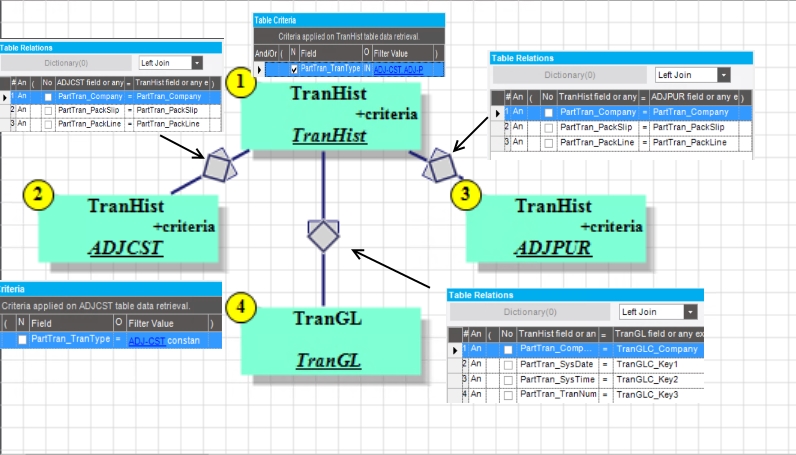 Table Criteria
Criteria applied on TranHist table data retrieval.
And/Or ( N Field O Filter Value )
PartTran_TranType IN ADJ-CST ADJ-P
Table Relations
Dictionary(0) Left Join
# An ( No ADJCST field or any = TranHist field or any e )
1 An PartTran_Company = PartTran_Company
2 An PartTran_PackSlip = PartTran_PackSlip
3 An PartTran_PackLine = PartTran_PackLine
Table Relations
Dictionary(0) Left Join
# An ( No TranHist field or any = ADJPUR field or any e )
1 An PartTran_Company = PartTran_Company
2 An PartTran_PackSlip = PartTran_PackSlip
3 An PartTran_PackLine = PartTran_PackLine
1
TranHist
+criteria
TranHist
2
TranHist
+criteria
ADJCST
3
TranHist
+criteria
ADJPUR
riteria
Criteria applied on ADJCST table data retrieval.
( N Field O Filter Value )
PartTran_TranType = ADJ-CST constan
4
TranGL
TranGL
Table Relations
Dictionary(0) Left Join
# An ( No TranHist field or an = TranGL field or any ex
1 An PartTran_Comp... = TranGLC_Company
2 An PartTran_SysDate = TranGLC_Key1
3 An PartTran_SysTime = TranGLC_Key2
4 An PartTran_TranNum = TranGLC_Key3